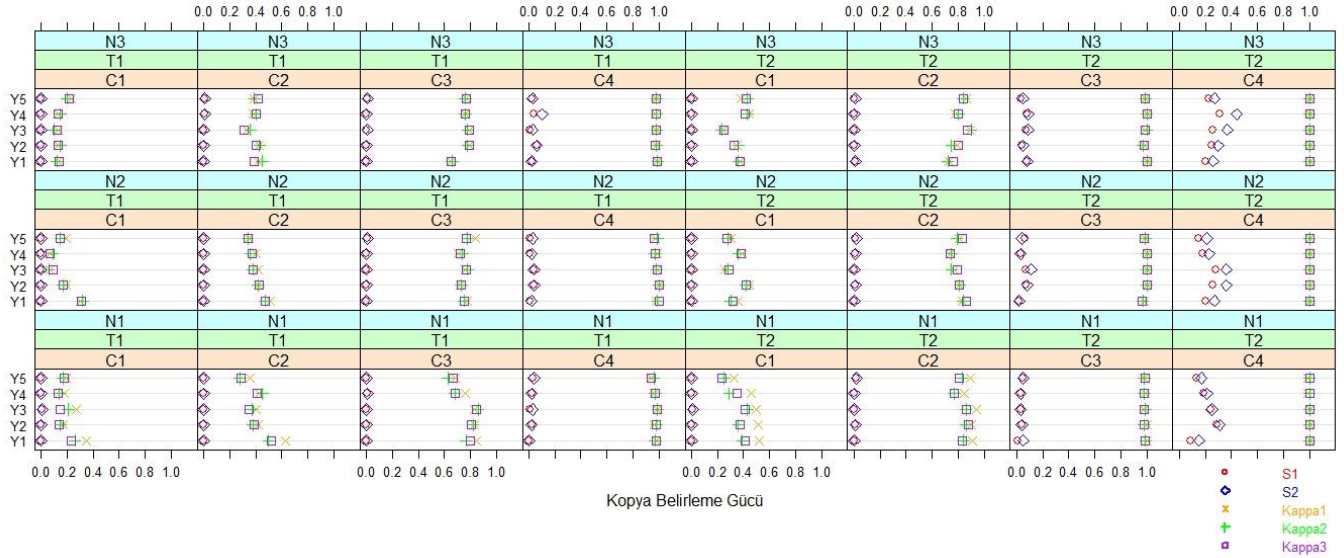 0.0 0.2 0.4 0.6 0.8 1.0 0.0 0.2 0.4 0.6 0.8 1.0 0.0 0.2 0.4 0.6 0.8 1.0 0.0 0.2 0.4 0.6 0.8 1.0
N3 N3 N3 N3 N3 N3 N3 N3
T1 T1 T1 T1 T2 T2 T2 T2
C1 C2 C3 C4 C1 C2 C3 C4
Y5
Y4
Y3
Y2
Y1
N2 N2 N2 N2 N2 N2 N2 N2
T1 T1 T1 T1 T2 T2 T2 T2
C1 C2 C3 C4 C1 C2 C3 C4
Y5
Y4
Y3
Y2
Y1
N1 N1 N1 N1 N1 N1 N1 N1
T1 T1 T1 T1 T2 T2 T2 T2
C1 C2 C3 C4 C1 C2 C3 C4
Y5
Y4
Y3
Y2
Y1
0.0 0.2 0.4 0.6 0.8 1.0 0.0 0.2 0.4 0.6 0.8 1.0 0.0 0.2 0.4 0.6 0.8 1.0 0.0 0.2 0.4 0.6 0.8 1.0
Kopya Belirleme Gücü
S1
S2
Kappa1
Kappa2
Kappa3